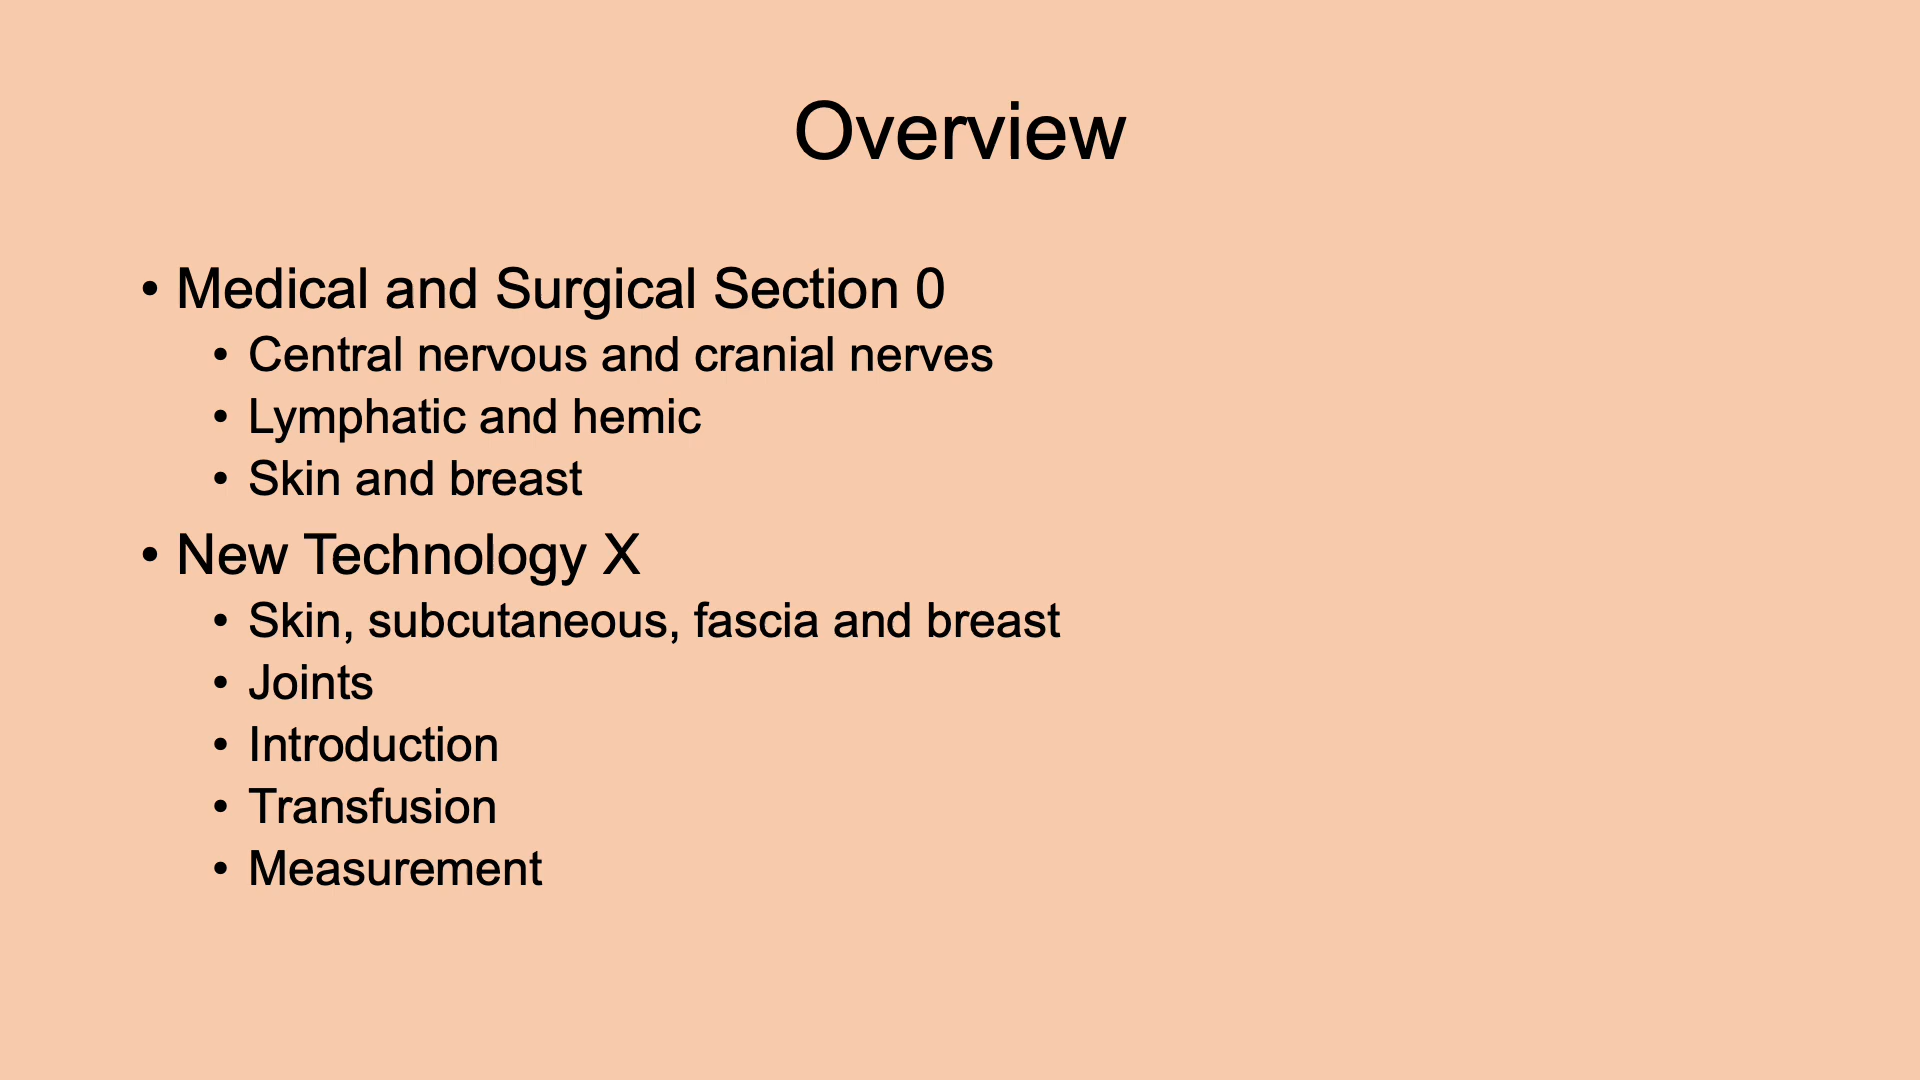 Overview
• Medical and Surgical Section 0
• Central nervous and cranial nerves
• Lymphatic and hemic
• Skin and breast
• New Technology X
• Skin, subcutaneous, fascia and breast
• Joints
• Introduction
• Transfusion
• Measurement